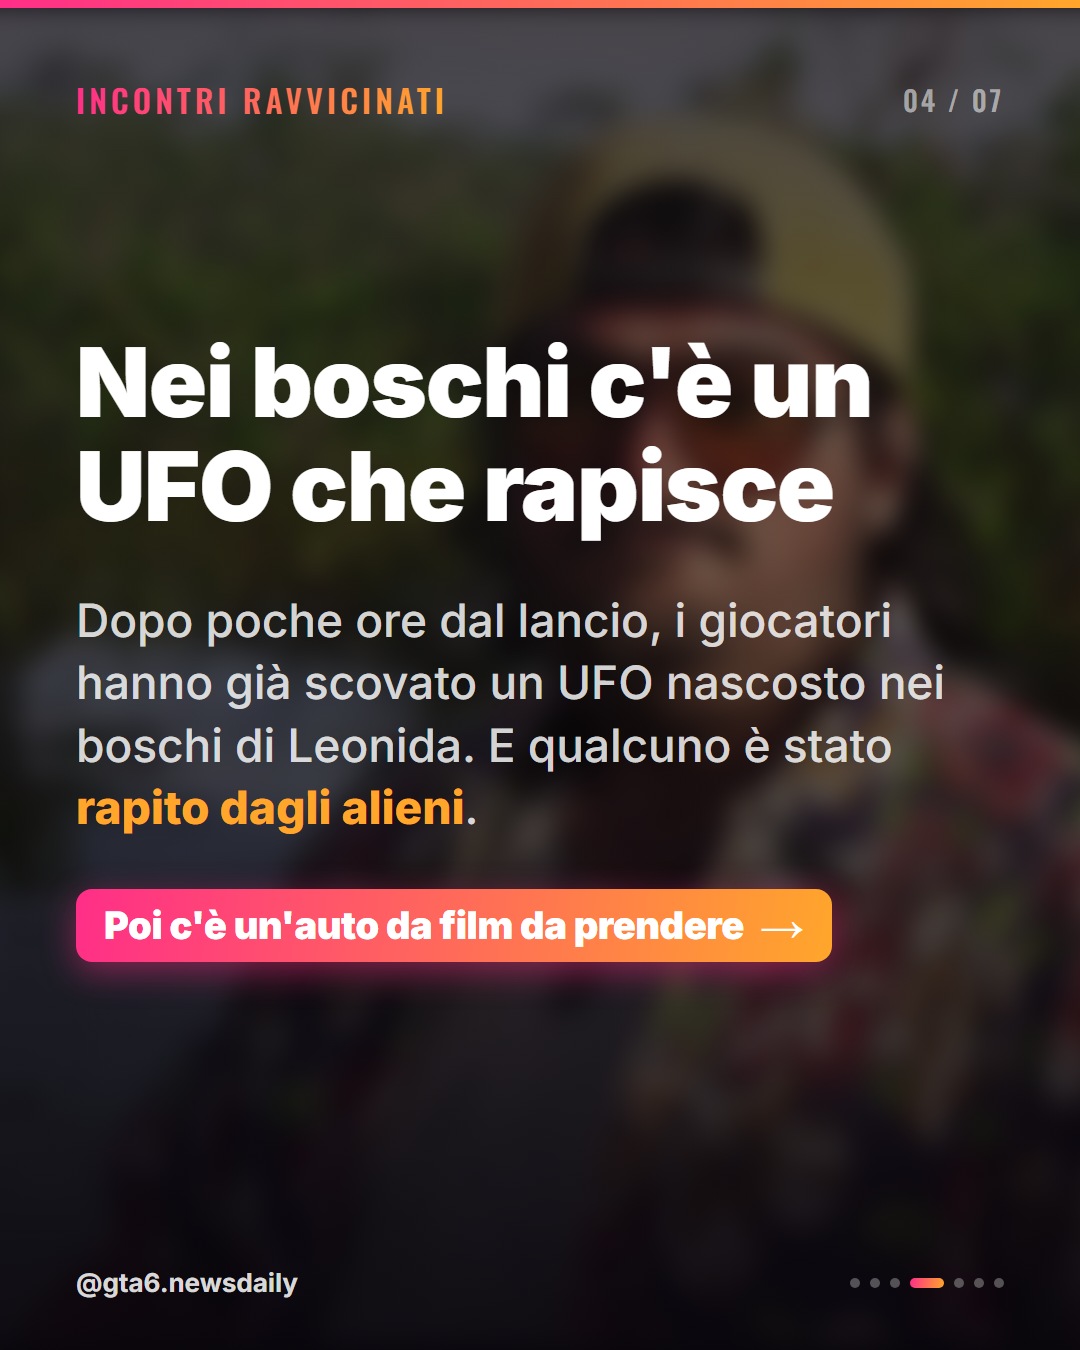 INCONTRI RAVVICINATI
04 / 07
Nei boschi c'è un
UFO che rapisce
Dopo poche ore dal lancio, i giocatori
hanno già scovato un UFO nascosto nei
boschi di Leonida. E qualcuno è stato
rapito dagli alieni.
Poi c'è un'auto da film da prendere →
@gta6.newsdaily